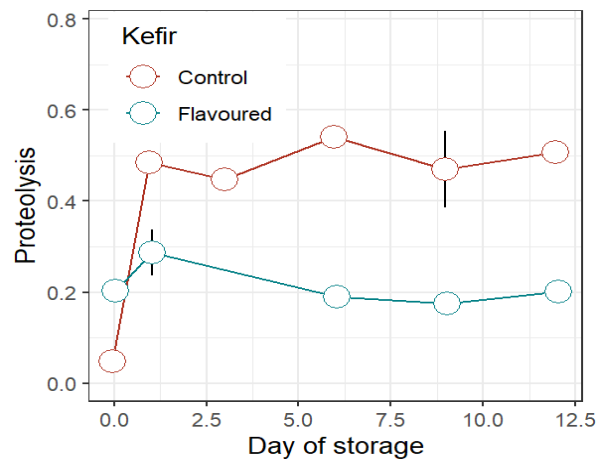 Kefir
Control
Flavoured
0.8
0.6
0.4
0.2
0.0
Proteolysis
0.0 2.5 5.0 7.5 10.0 12.5
Day of storage